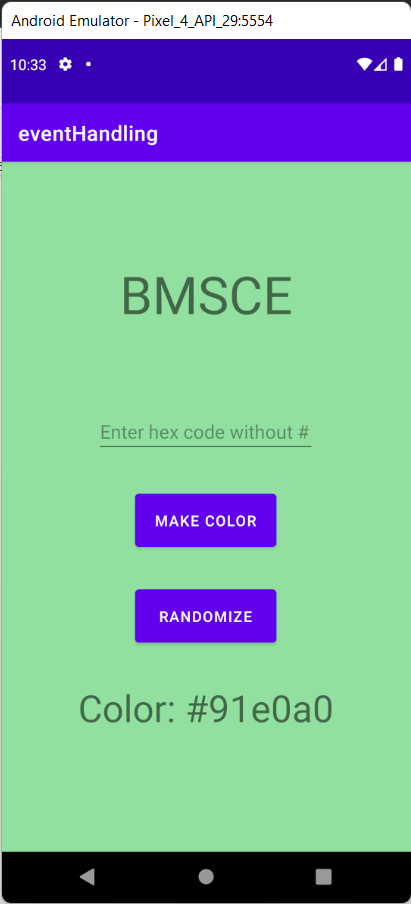 Android Emulator - Pixel_4_API_29:5554
10:33
eventHandling
BMSCE
Enter hex code without #
MAKE COLOR
RANDOMIZE
Color: #91e0a0